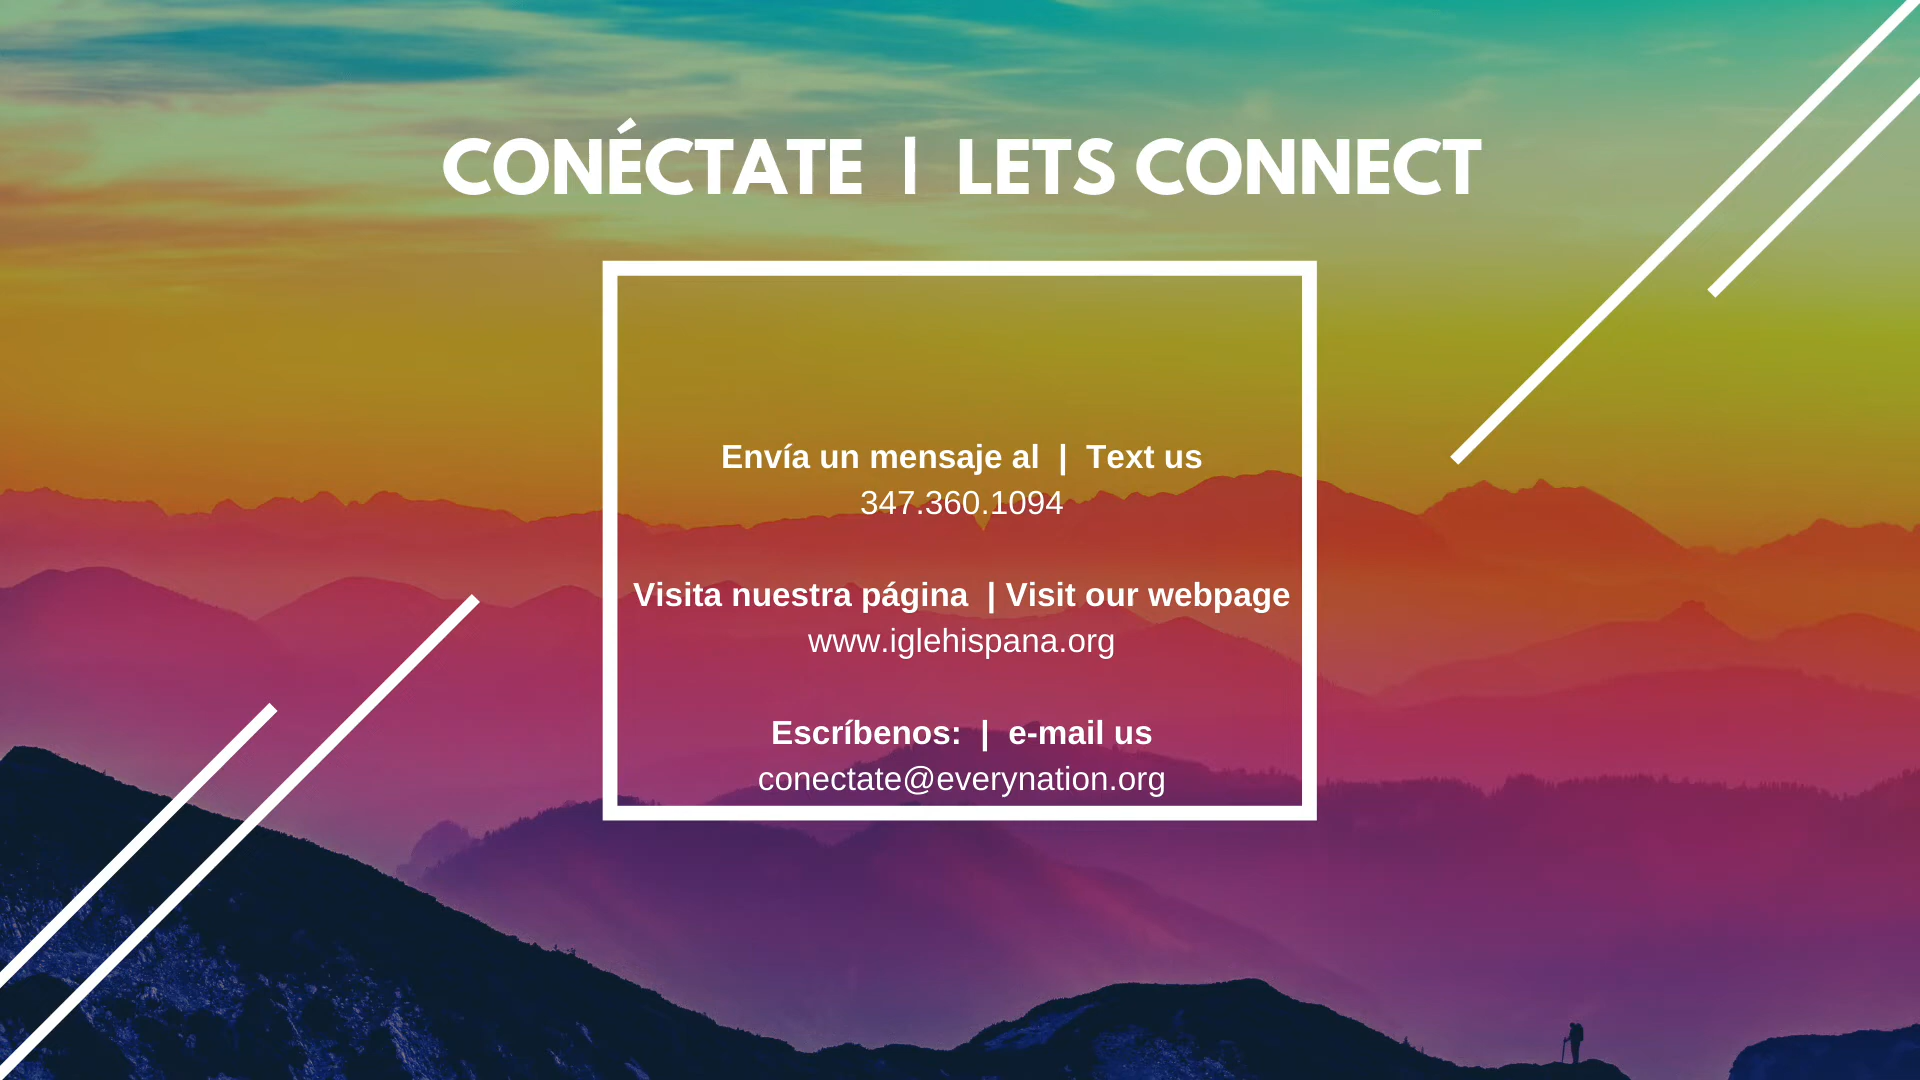 CONÉCTATE | LETS CONNECT
Envía un mensaje al | Text us
347.360.1094
Visita nuestra página | Visit our webpage
www.iglehispana.org
Escríbenos: | e-mail us
conectate@everynation.org